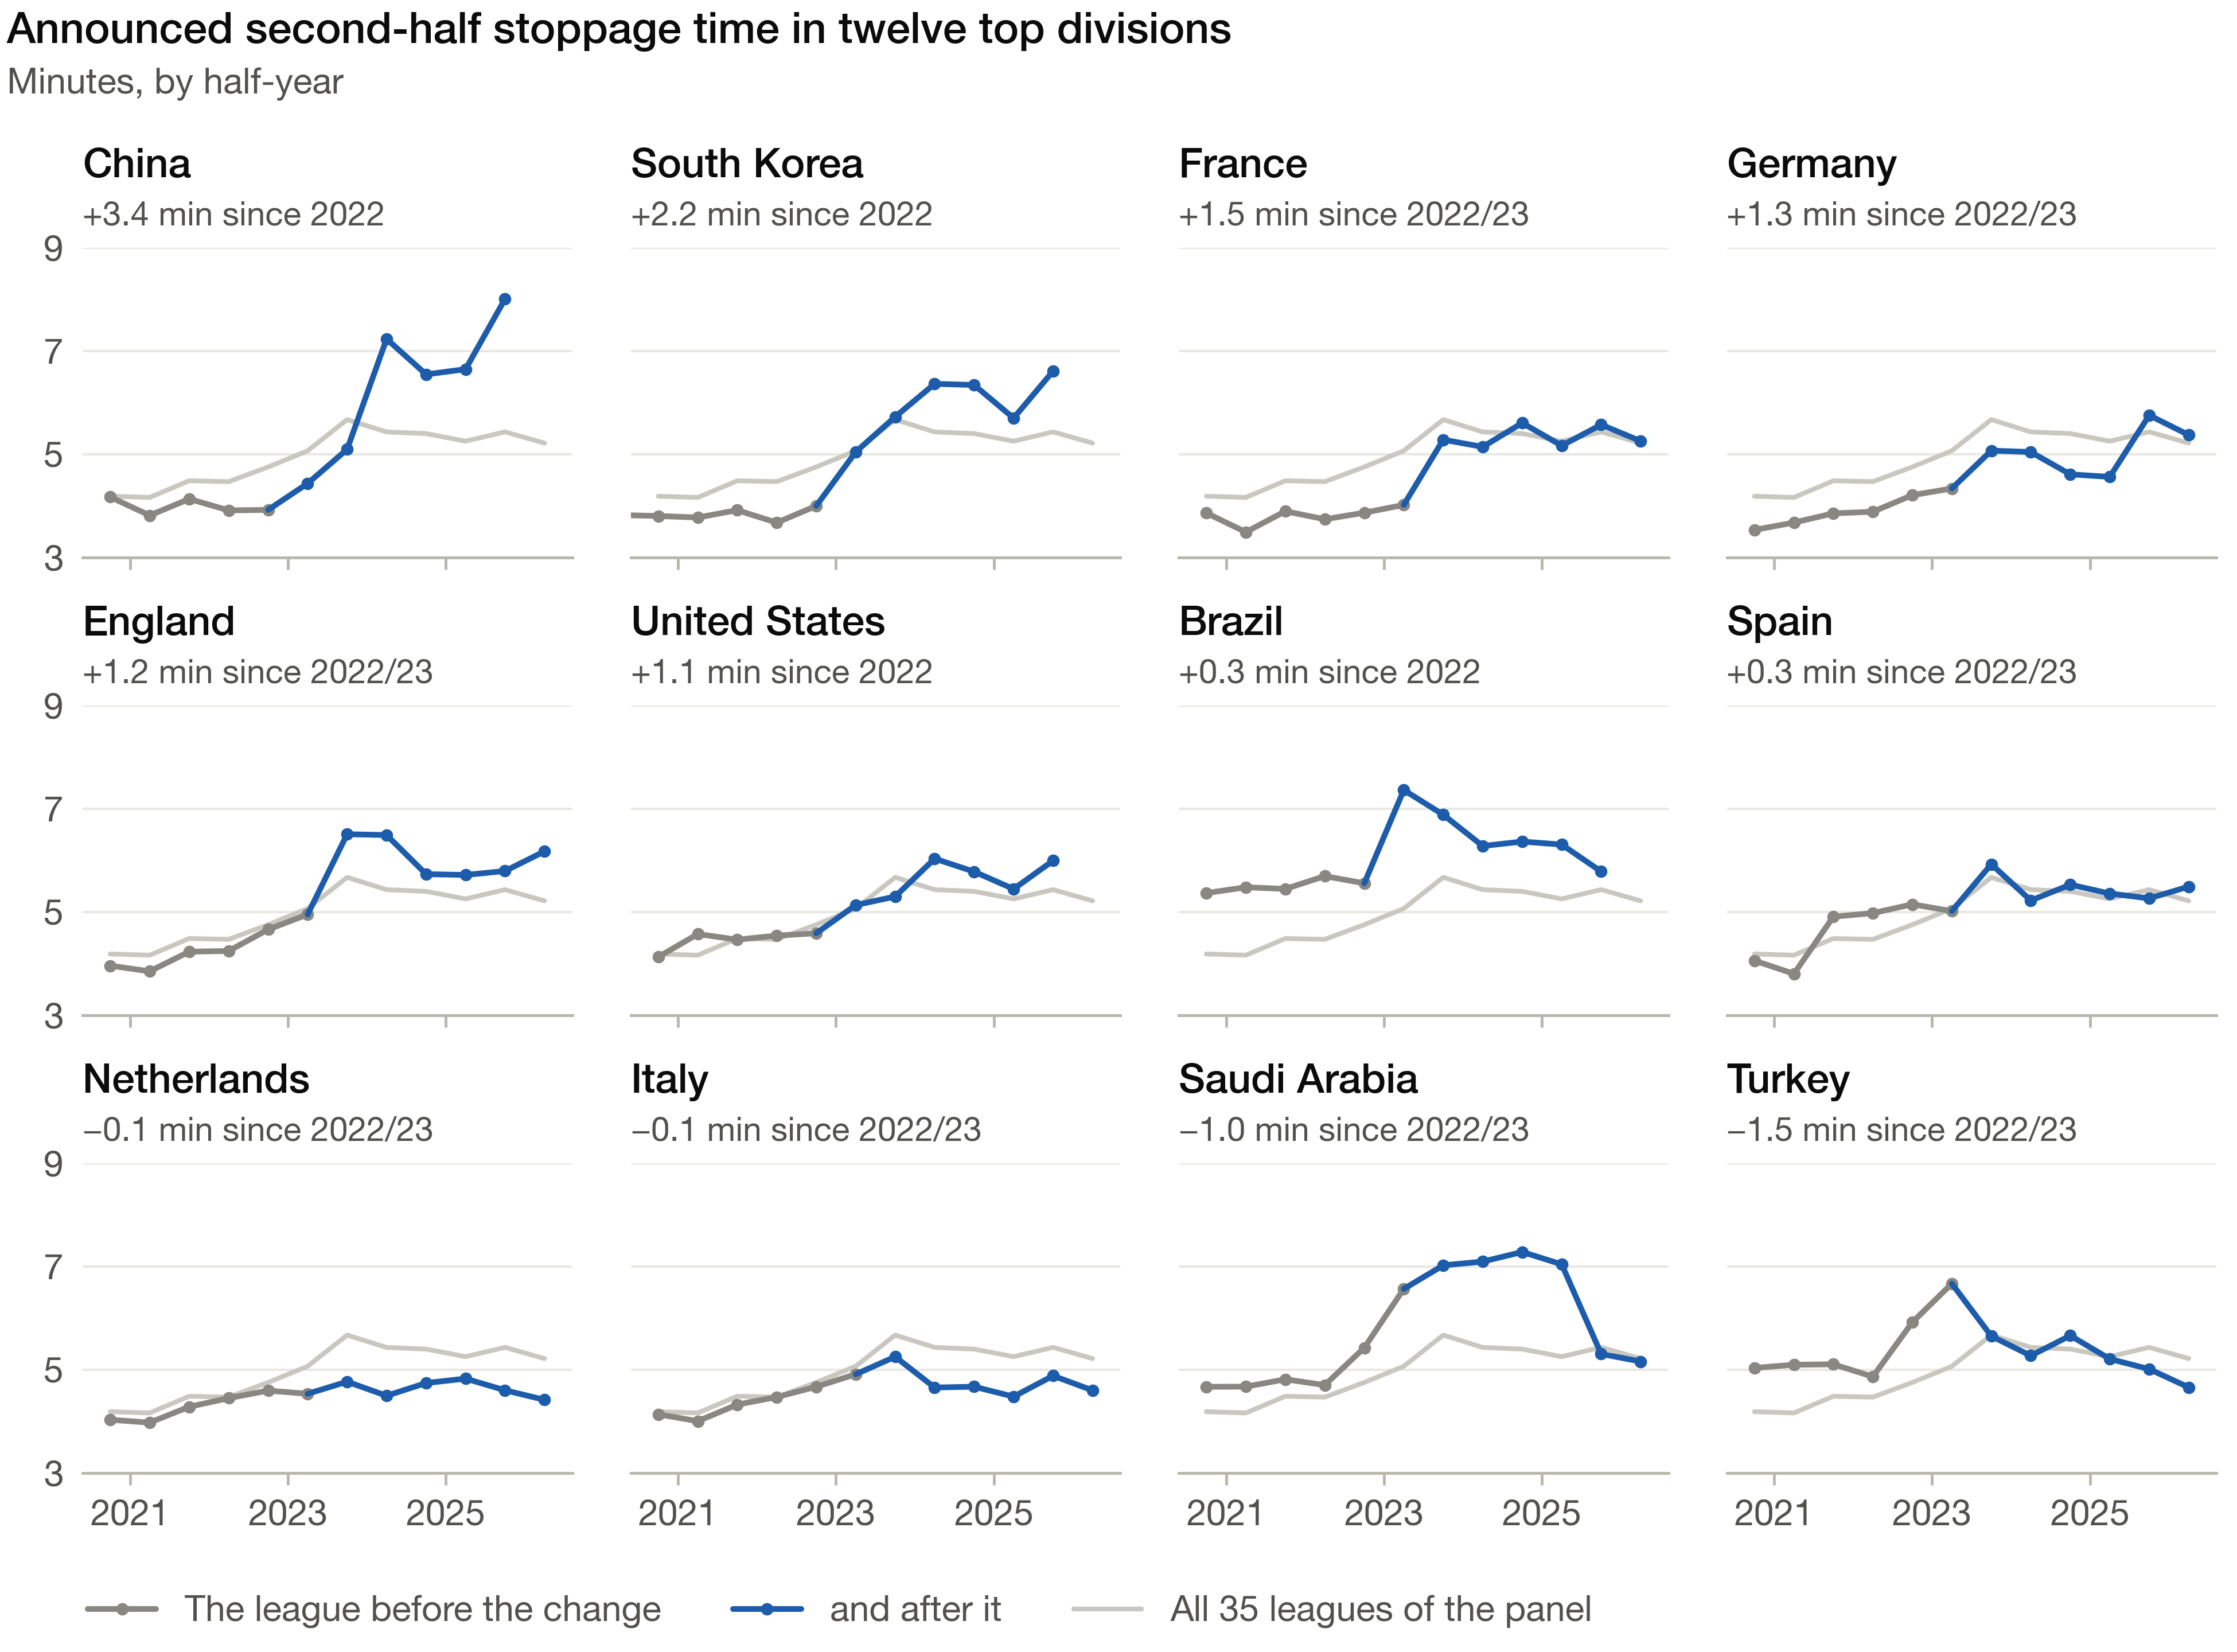 Announced second-half stoppage time in twelve top divisions
Minutes, by half-year
China
+3.4 min since 2022
South Korea
+2.2 min since 2022
France
+1.5 min since 2022/23
Germany
+1.3 min since 2022/23
9
7
5
3
England
+1.2 min since 2022/23
United States
+1.1 min since 2022
Brazil
+0.3 min since 2022
Spain
+0.3 min since 2022/23
9
7
5
3
Netherlands
−0.1 min since 2022/23
Italy
−0.1 min since 2022/23
Saudi Arabia
−1.0 min since 2022/23
Turkey
−1.5 min since 2022/23
9
7
5
3
2021 2023 2025
2021 2023 2025
2021 2023 2025
2021 2023 2025
The league before the change
and after it
All 35 leagues of the panel